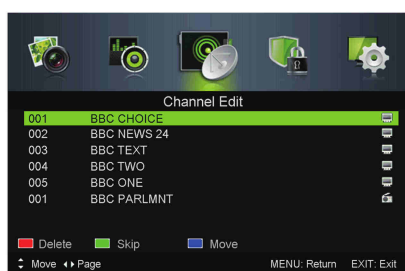 Channel Edit
001 BBC CHOICE
002 BBC NEWS 24
003 BBC TEXT
004 BBC TWO
005 BBC ONE
001 BBC PARLMNT
Delete Skip Move
Move Page MENU: Return EXIT: Exit